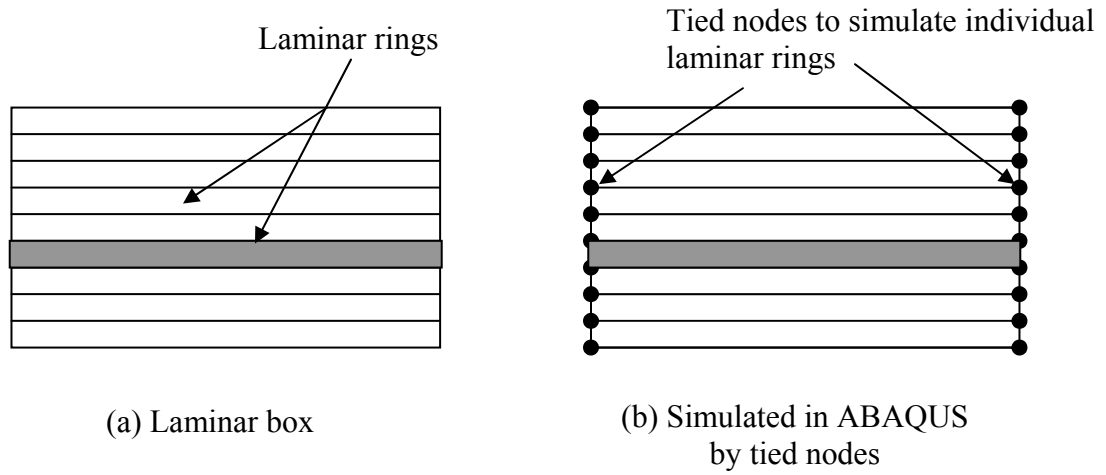 Laminar rings
Tied nodes to simulate individual
laminar rings
(a) Laminar box
(b) Simulated in ABAQUS
by tied nodes